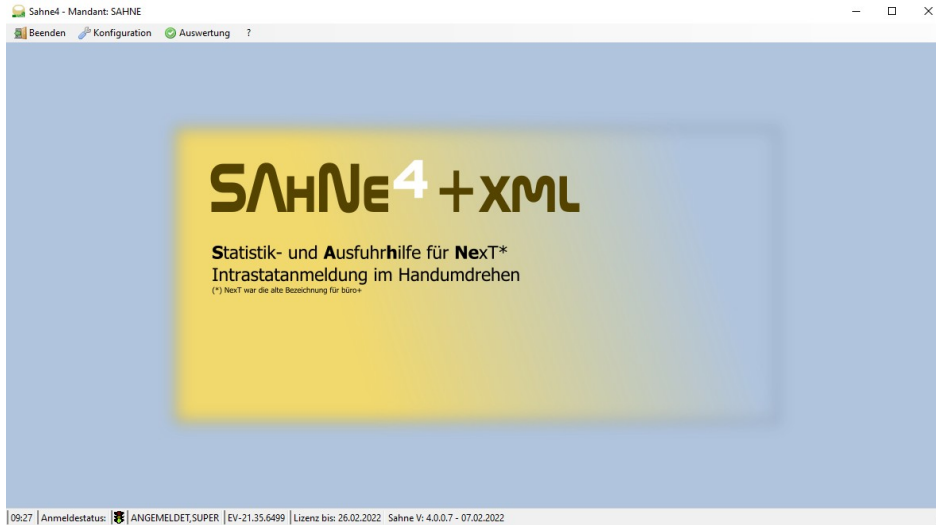 Sahne4 - Mandant: SAHNE
Beenden Konfiguration Auswertung ?
SAhNe4 +XML
Statistik- und Ausfuhrhilfe für NexT*
Intrastatanmeldung im Handumdrehen
(*) NexT war die alte Bezeichnung für büro+
09:27 Anmeldestatus: ANGEMELDET,SUPER EV-21.35.6499 Lizenz bis: 26.02.2022 Sahne V: 4.0.0.7 - 07.02.2022